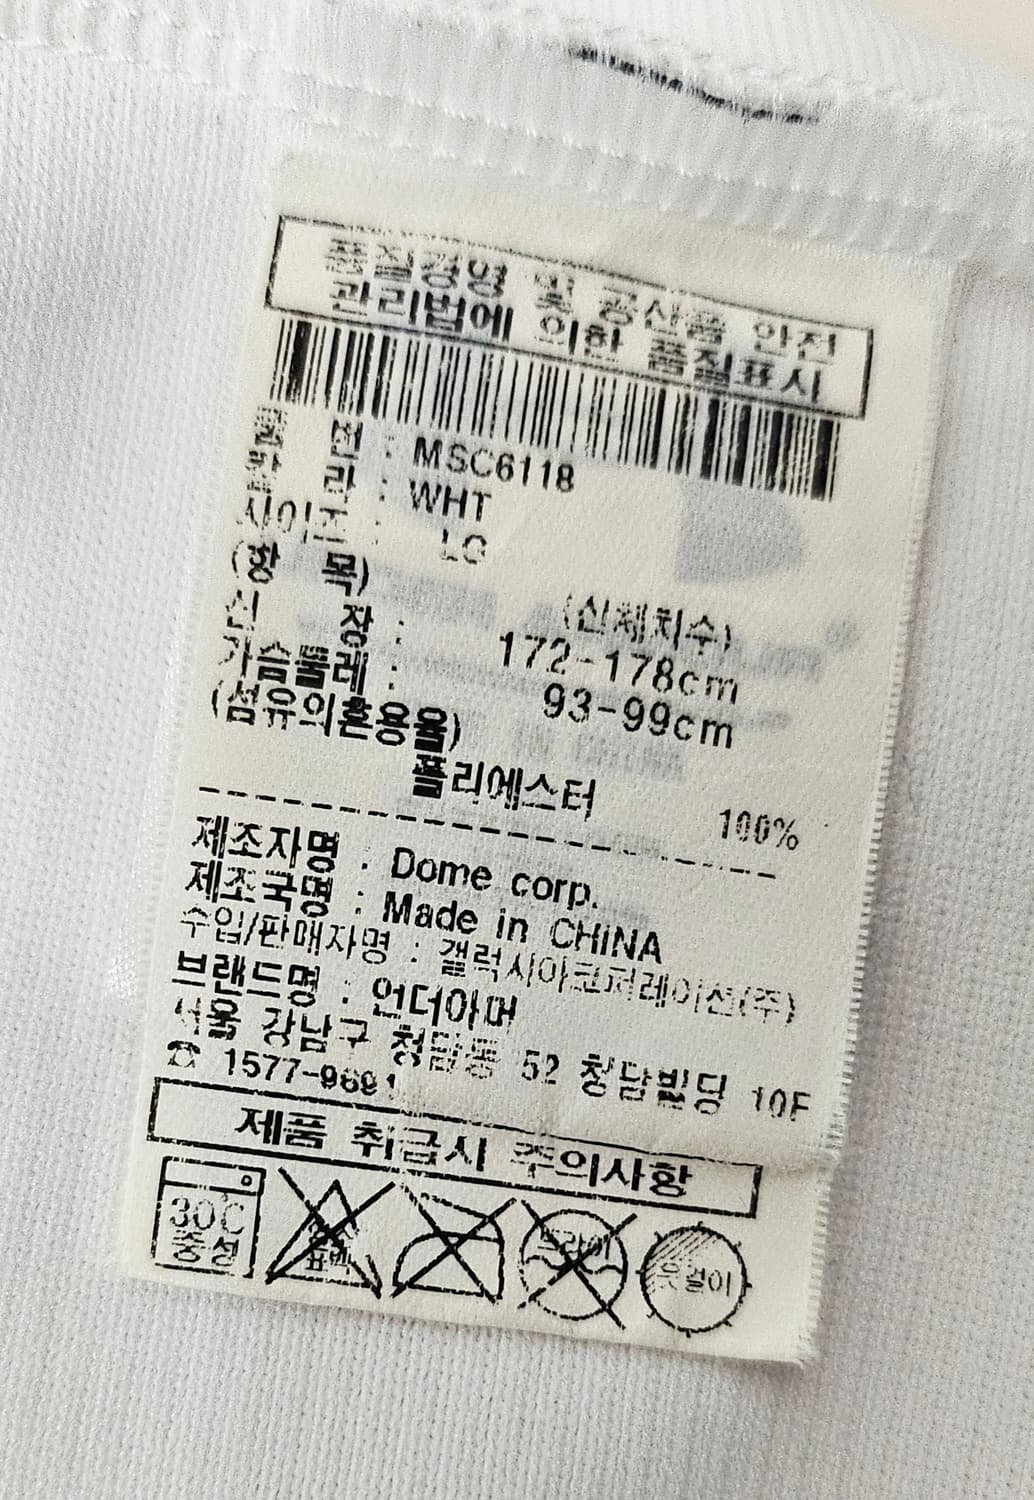 품질경영 및 공산품 안전
관리법에 의한 품질표시
품 번 : MSC6118
칼 라 : WHT
사이즈 : LG
(항 목) (신체치수)
신 장 : 172-178cm
가슴둘레 : 93-99cm
(섬유의혼용율)
폴리에스터 100%
제조자명 : Dome corp.
제조국명 : Made in CHINA
수입/판매자명 : 갤럭시아코퍼레이션(주)
브랜드명 : 언더아머
서울 강남구 청담동 52 청담빌딩 10F
☎ 1577-9691
제품 취급시 주의사항
30℃
중성
표백
드라이
옷걸이